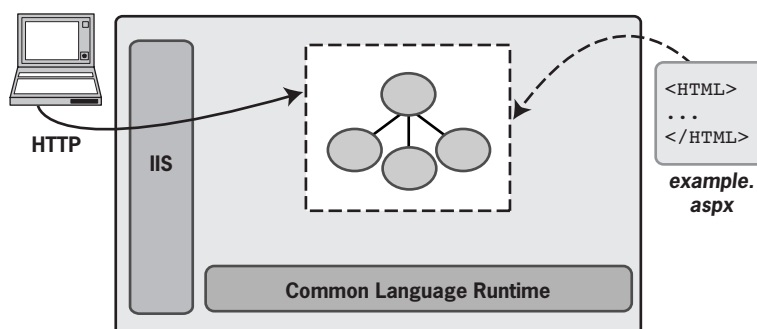 HTTP
IIS
<HTML>
...
</HTML>
example.
aspx
Common Language Runtime